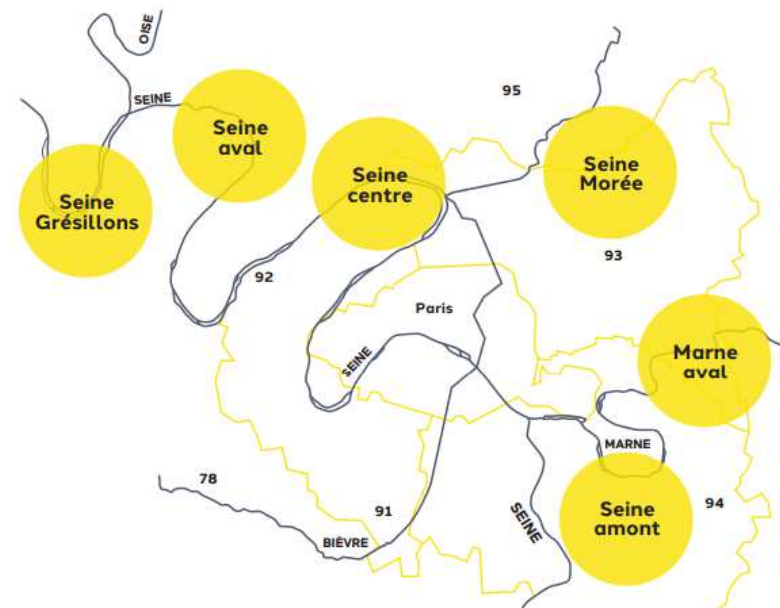 OISE
SEINE
95
Seine
aval
Seine
centre
Seine
Morée
Seine
Grésillons
92
93
Paris
SEINE
Marne
aval
MARNE
78
91
SEINE
Seine
amont
94
BIÈVRE